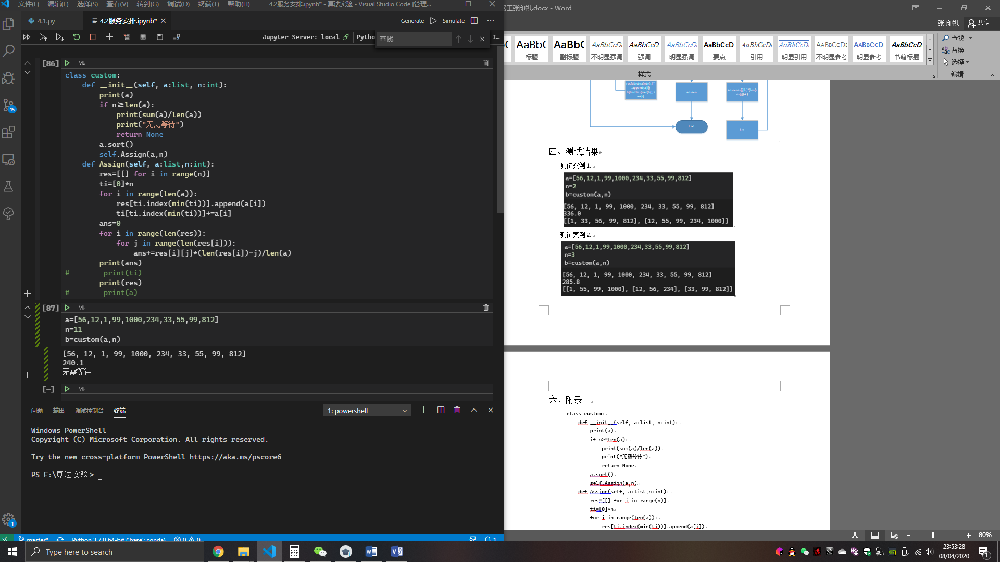 文件(F) 编辑(E) 选择(S) 查看(V) 转到(G) 调试(D) 终端(T) 帮助(H) 4.2服务安排.ipynb* - 算法实验 - Visual Studio Code [管理...
4.1.py 4.2服务安排.ipynb* Generate Simulate
Jupyter Server: local Pytho
查找
[86] M↓
class custom:
    def __init__(self, a:list, n:int):
        print(a)
        if n≥len(a):
            print(sum(a)/len(a))
            print("无需等待")
            return None
        a.sort()
        self.Assign(a,n)
    def Assign(self, a:list,n:int):
        res=[[] for i in range(n)]
        ti=[0]*n
        for i in range(len(a)):
            res[ti.index(min(ti))].append(a[i])
            ti[ti.index(min(ti))]+=a[i]
        ans=0
        for i in range(len(res)):
            for j in range(len(res[i])):
                ans+=res[i][j]*(len(res[i])-j)/len(a)
        print(ans)
#        print(ti)
        print(res)
#        print(a)
[87] M↓
a=[56,12,1,99,1000,234,33,55,99,812]
n=11
b=custom(a,n)
[56, 12, 1, 99, 1000, 234, 33, 55, 99, 812]
240.1
无需等待
[-] M↓
问题 输出 调试控制台 终端 1: powershell
Windows PowerShell
Copyright (C) Microsoft Corporation. All rights reserved.
Try the new cross-platform PowerShell https://aka.ms/pscore6
PS F:\算法实验>
15
1
master* Python 3.7.0 64-bit ('base': conda) 0 0 1
网工张印祺.docx - Word
张 印祺 共享
AaBbC AaBbC AaBbCcD AaBbCcD AaBbCcD AaBbCcD AaBbCcD AaBbCcD AaBbCcD AaBbCcD AaBbCcD
标题 副标题 不明显强调 强调 明显强调 要点 引用 明显引用 不明显参考 明显参考 书籍标题
样式
查找
替换
选择
编辑
End
四、测试结果
测试案例 1.
a=[56,12,1,99,1000,234,33,55,99,812]
n=2
b=custom(a,n)
[56, 12, 1, 99, 1000, 234, 33, 55, 99, 812]
336.0
[[1, 33, 56, 99, 812], [12, 55, 99, 234, 1000]]
测试案例 2.
a=[56,12,1,99,1000,234,33,55,99,812]
n=3
b=custom(a,n)
[56, 12, 1, 99, 1000, 234, 33, 55, 99, 812]
285.8
[[1, 55, 99, 1000], [12, 56, 234], [33, 99, 812]]
六、附录
class custom:
    def __init__(self, a:list, n:int):
        print(a)
        if n>=len(a):
            print(sum(a)/len(a))
            print(“无需等待”)
            return None
        a.sort()
        self.Assign(a,n)
    def Assign(self, a:list,n:int):
        res=[[] for i in range(n)]
        ti=[0]*n
        for i in range(len(a)):
            res[ti.index(min(ti))].append(a[i])
80%
Type here to search
23:53:28
08/04/2020
1